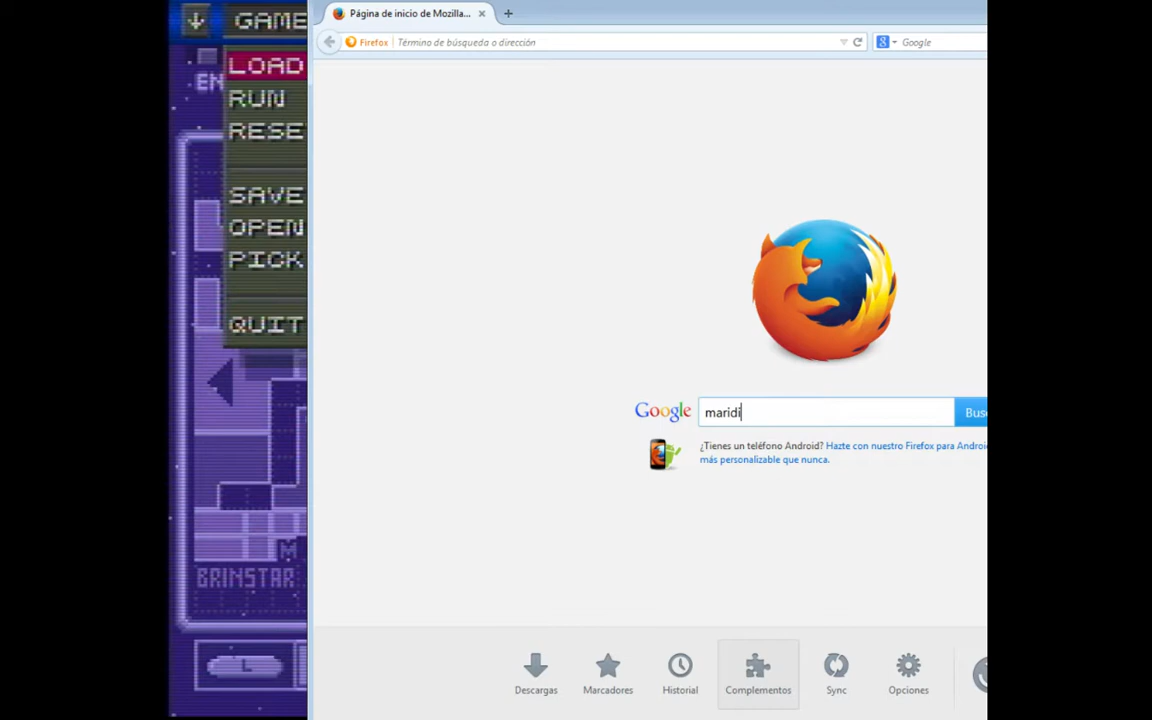 GAME
EN
LOAD
RUN
RESE
SAVE
OPEN
PICK
QUIT
M
BRINSTAR
L
Página de inicio de Mozilla...
Firefox
Término de búsqueda o dirección
Google
Google
maridi
Bus
¿Tienes un teléfono Android? Hazte con nuestro Firefox para Androi
más personalizable que nunca.
Descargas
Marcadores
Historial
Complementos
Sync
Opciones